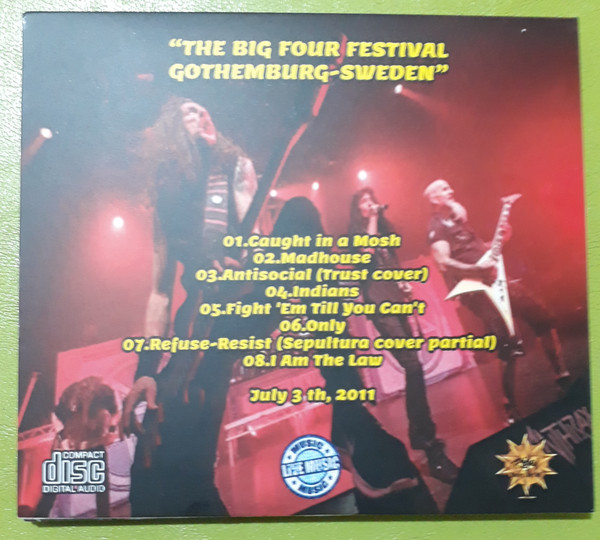 “THE BIG FOUR FESTIVAL
GOTHEMBURG-SWEDEN”
01.Caught in a Mosh
02.Madhouse
03.Antisocial (Trust cover)
04.Indians
05.Fight 'Em Till You Can't
06.Only
07.Refuse-Resist (Sepultura cover partial)
08.I Am The Law
July 3 th, 2011
COMPACT
disc
DIGITAL AUDIO
MUSIC
LIVE MUSIC
MUSIC